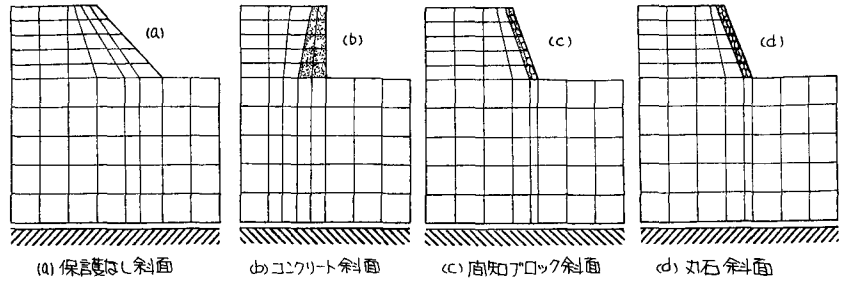 (a)
(b)
(c)
(d)
(a) 保護なし斜面
(b) コンクリート斜面
(c) 間知ブロック斜面
(d) 丸石斜面